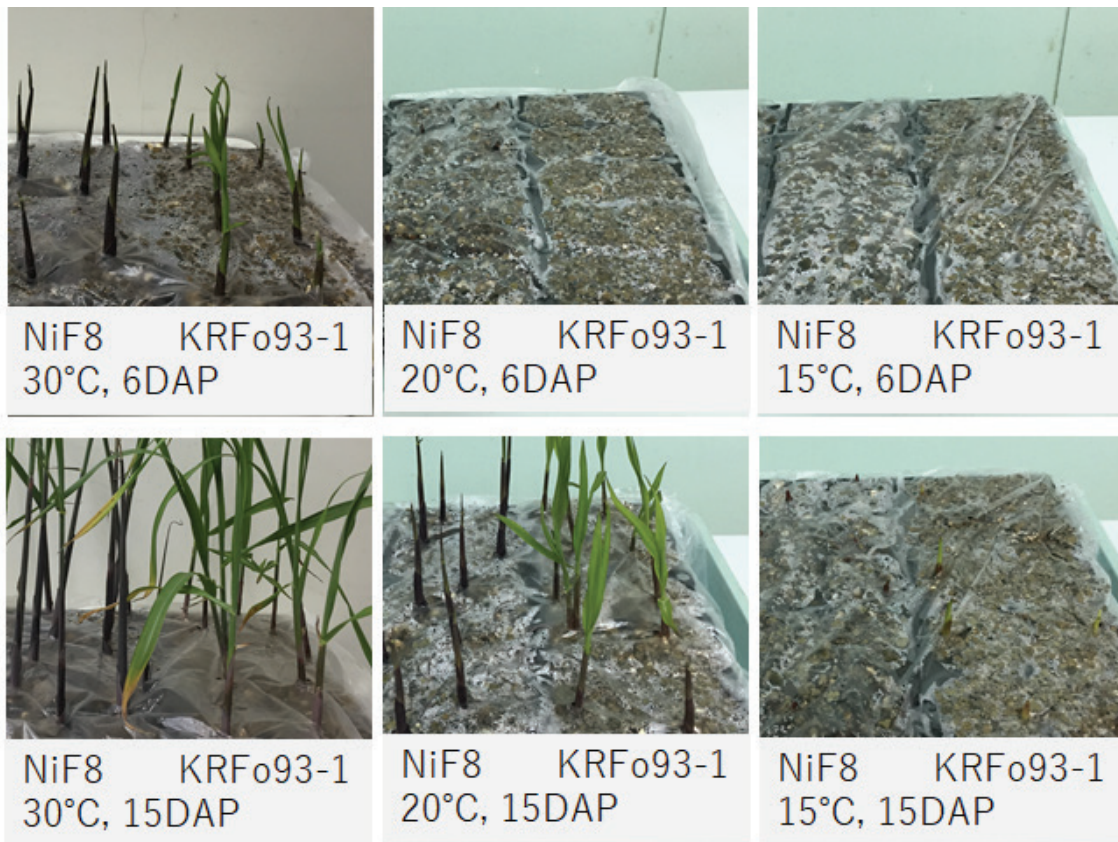 NiF8 KRFo93-1
30°C, 6DAP
NiF8 KRFo93-1
20°C, 6DAP
NiF8 KRFo93-1
15°C, 6DAP
NiF8 KRFo93-1
30°C, 15DAP
NiF8 KRFo93-1
20°C, 15DAP
NiF8 KRFo93-1
15°C, 15DAP